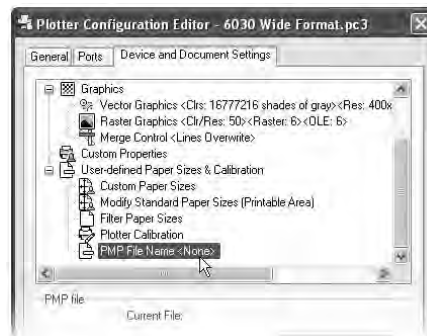 Plotter Configuration Editor - 6030 Wide Format.pc3
General Ports Device and Document Settings
Graphics
Vector Graphics <Clrs: 16777216 shades of gray><Res: 400x
Raster Graphics <Clr/Res: 50><Raster: 6><OLE: 6>
Merge Control <Lines Overwrite>
Custom Properties
User-defined Paper Sizes & Calibration
Custom Paper Sizes
Modify Standard Paper Sizes (Printable Area)
Filter Paper Sizes
Plotter Calibration
PMP File Name <None>
PMP file
Current File: